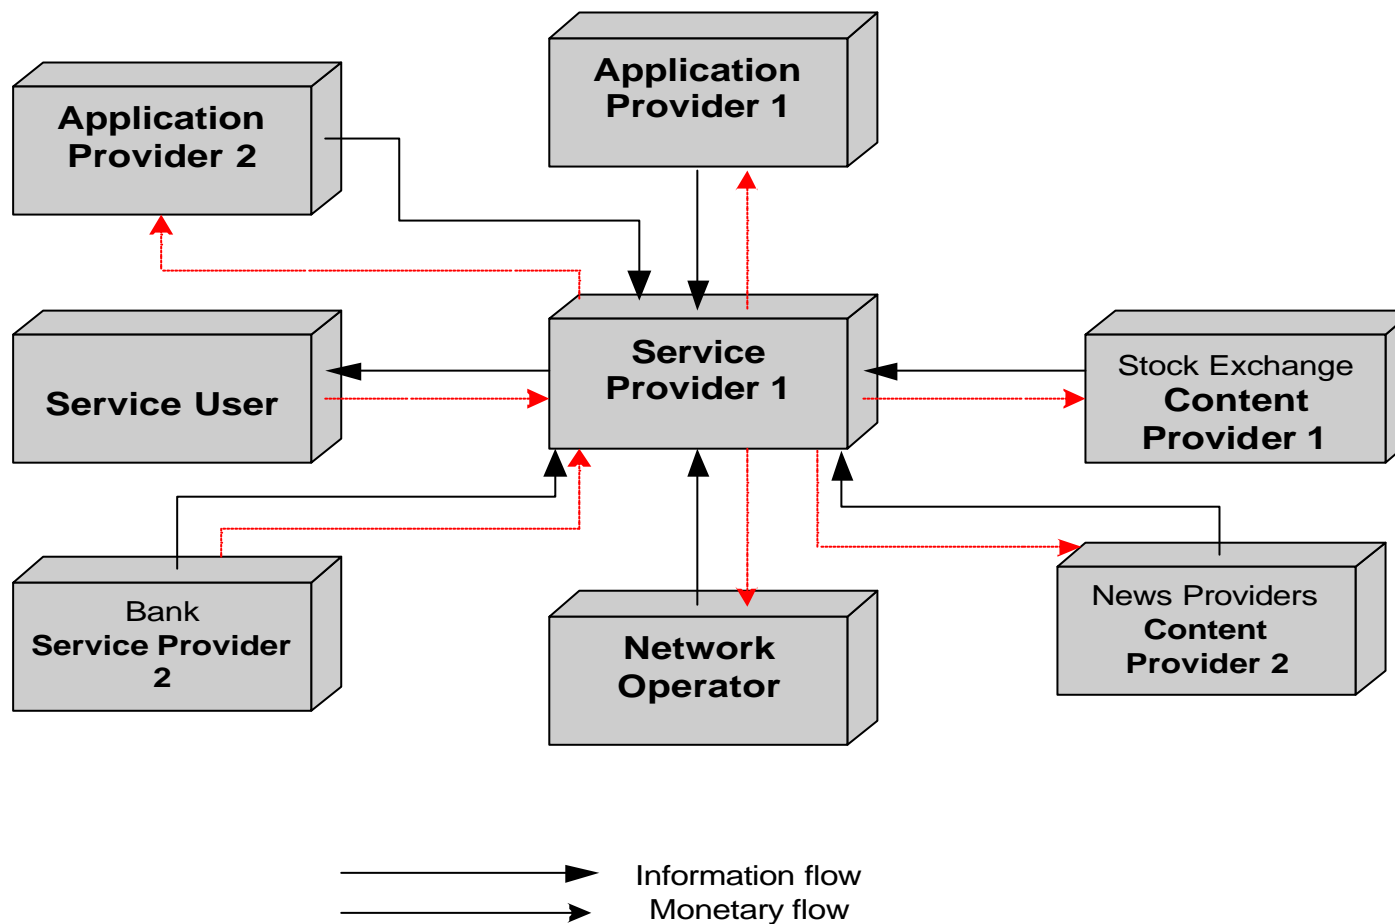 Application
Provider 1
Application
Provider 2
Service
Provider 1
Service User
Stock Exchange
Content
Provider 1
Bank
Service Provider
2
Network
Operator
News Providers
Content
Provider 2
Information flow
Monetary flow